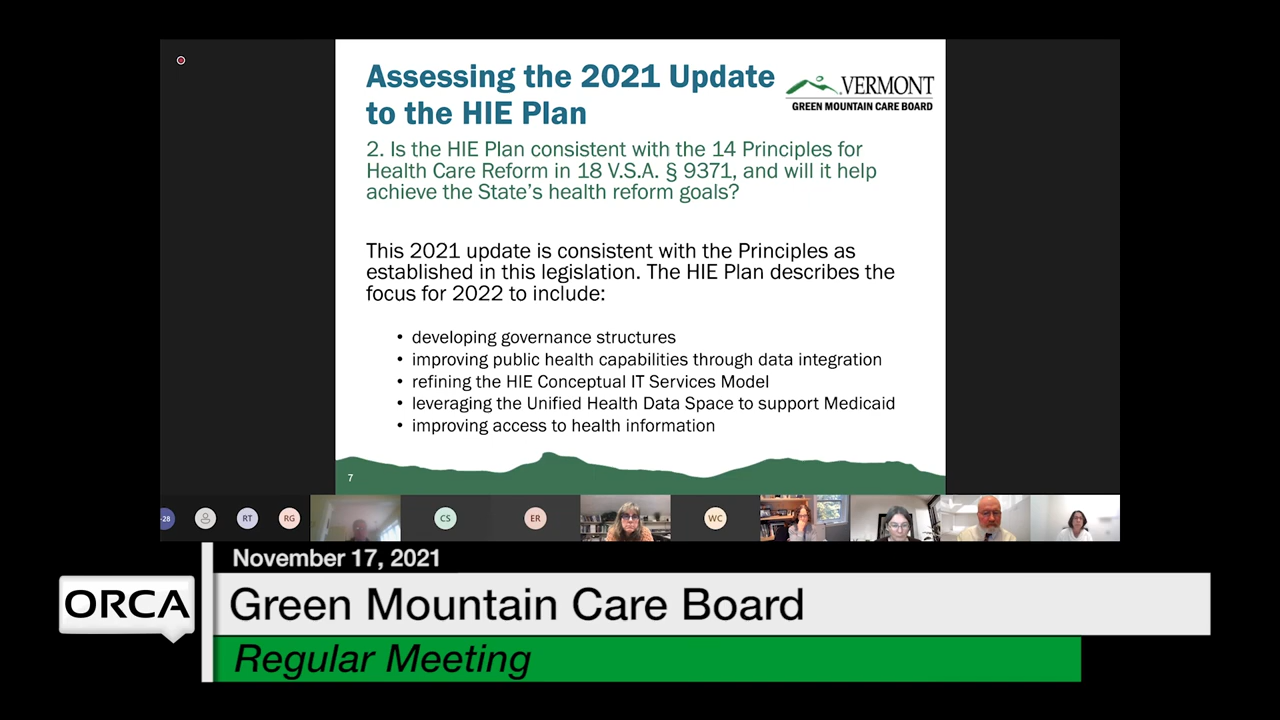 Assessing the 2021 Update
to the HIE Plan
VERMONT
GREEN MOUNTAIN CARE BOARD
2. Is the HIE Plan consistent with the 14 Principles for
Health Care Reform in 18 V.S.A. § 9371, and will it help
achieve the State's health reform goals?
This 2021 update is consistent with the Principles as
established in this legislation. The HIE Plan describes the
focus for 2022 to include:
• developing governance structures
• improving public health capabilities through data integration
• refining the HIE Conceptual IT Services Model
• leveraging the Unified Health Data Space to support Medicaid
• improving access to health information
7
+28
RT
RG
CS
ER
WC
November 17, 2021
ORCA
Green Mountain Care Board
Regular Meeting